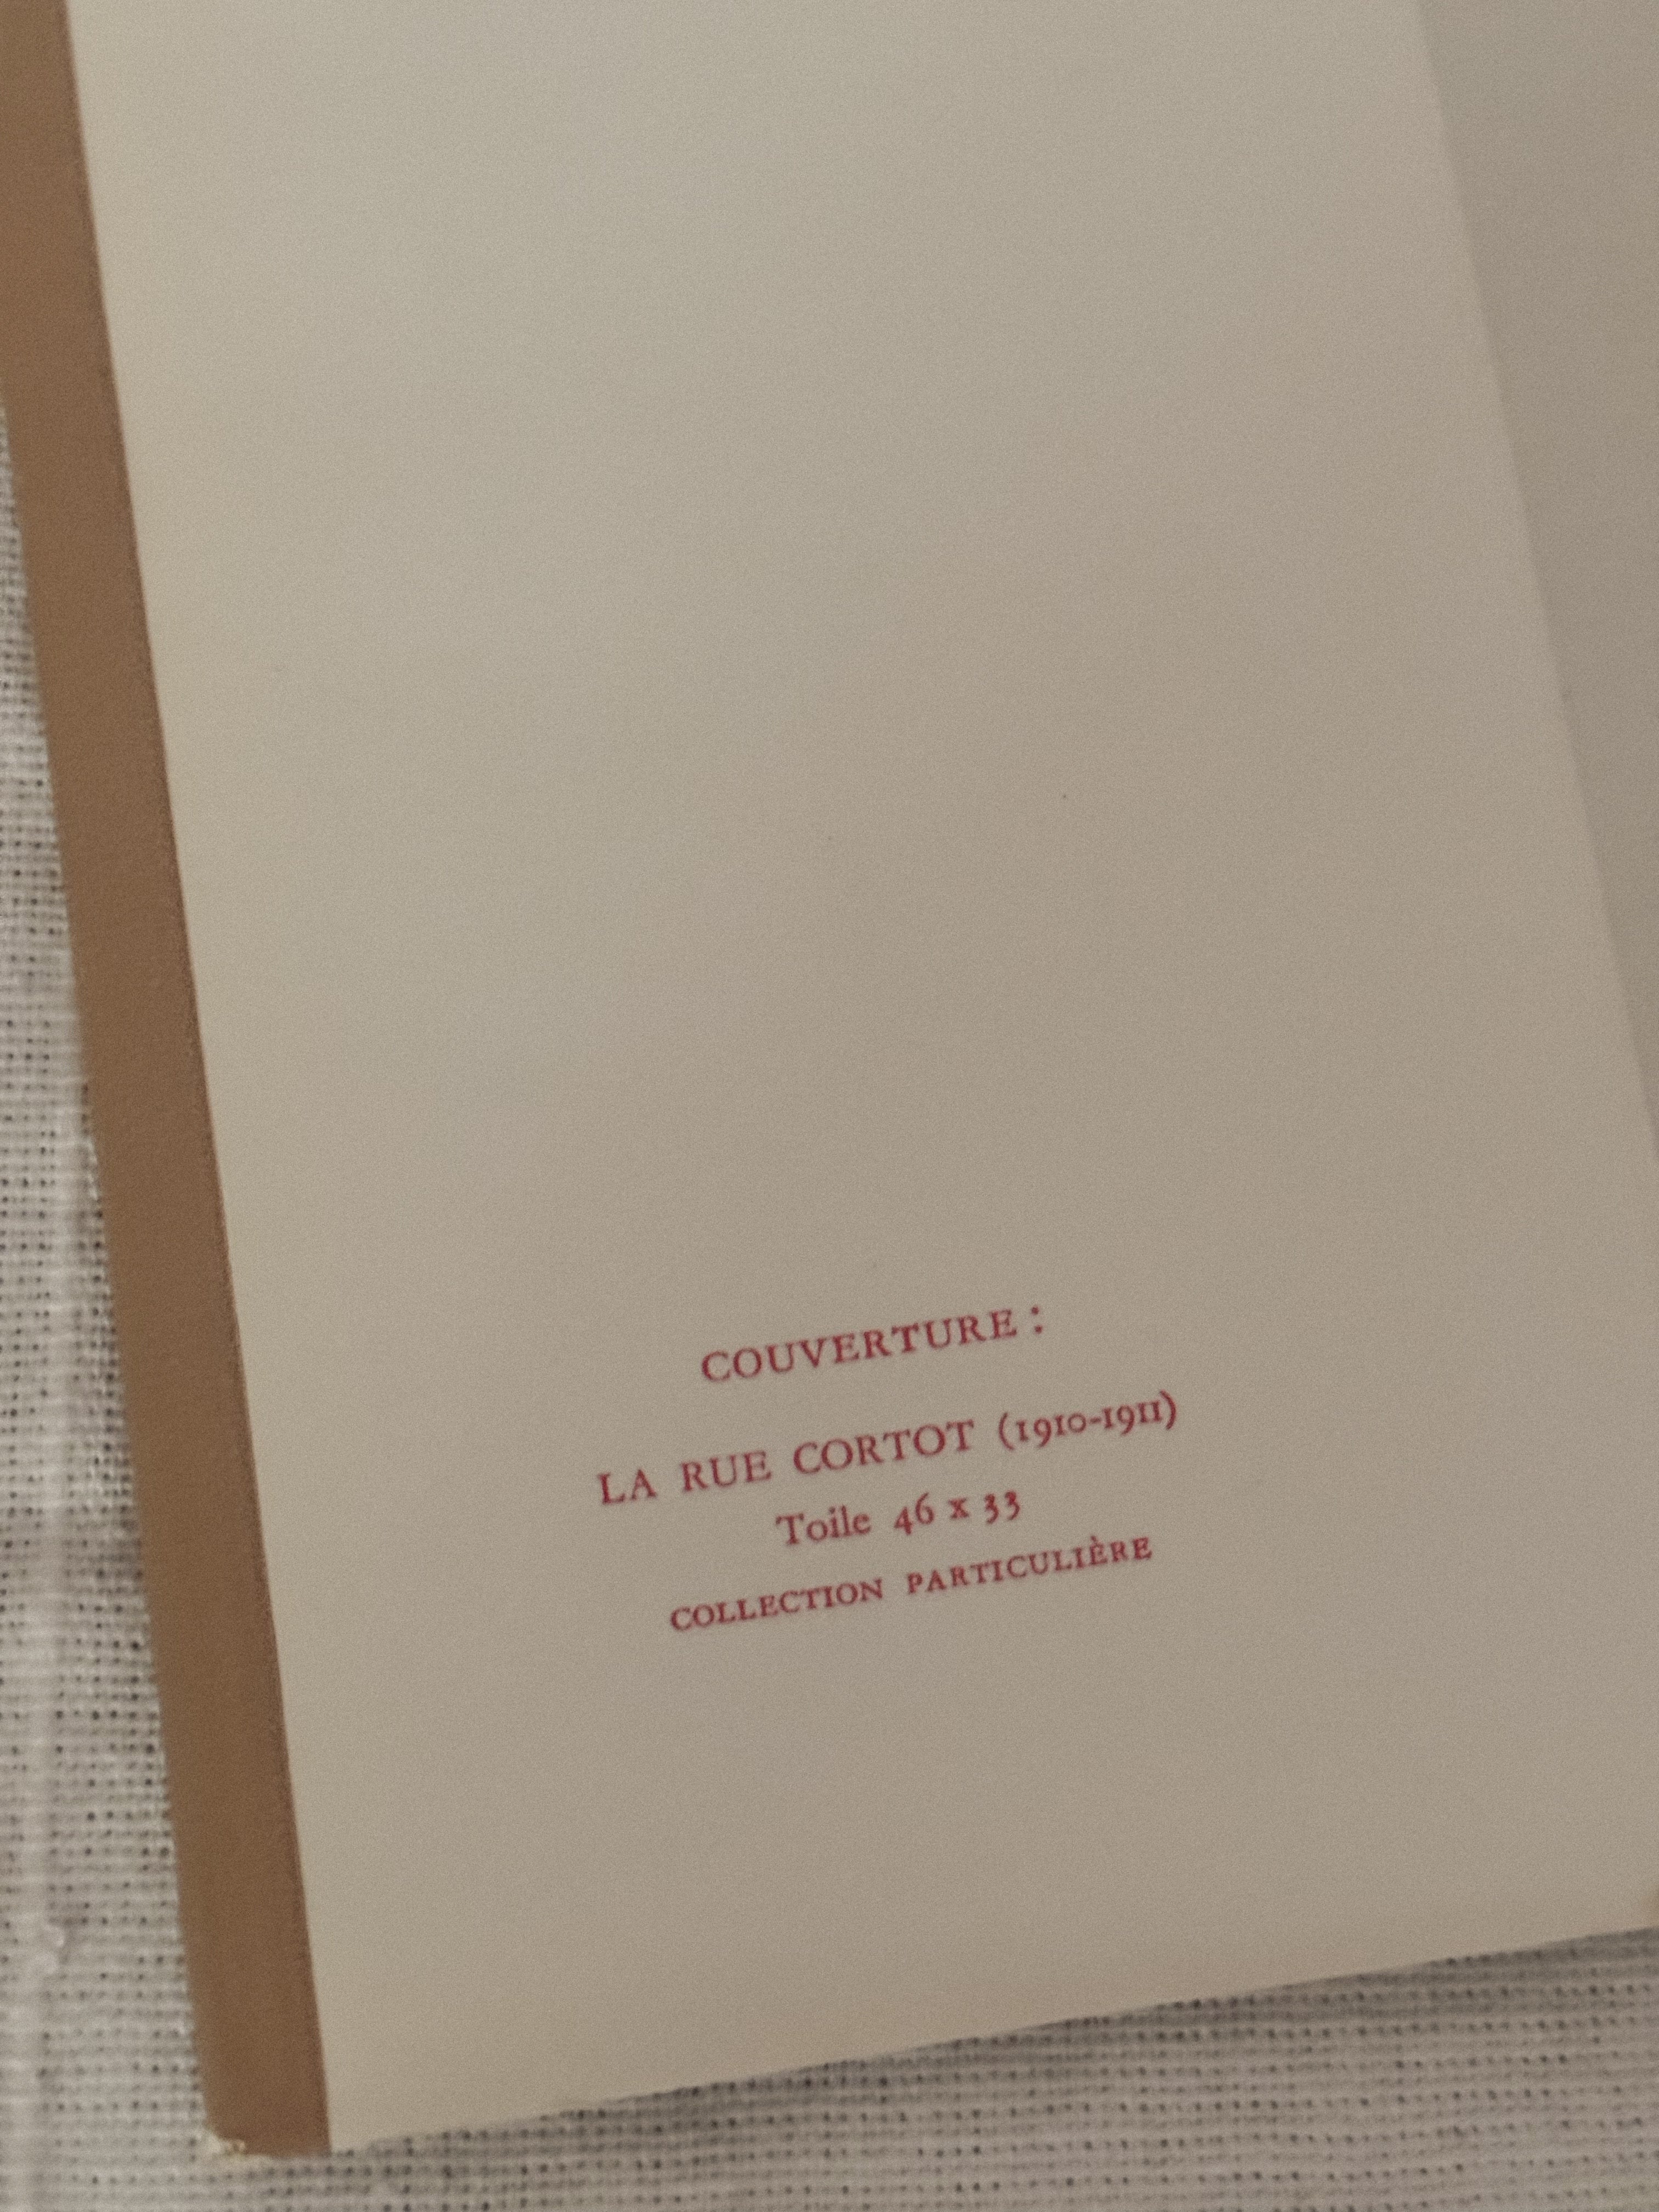 COUVERTURE :
LA RUE CORTOT (1910-1911)
Toile 46 x 33
COLLECTION PARTICULIÈRE